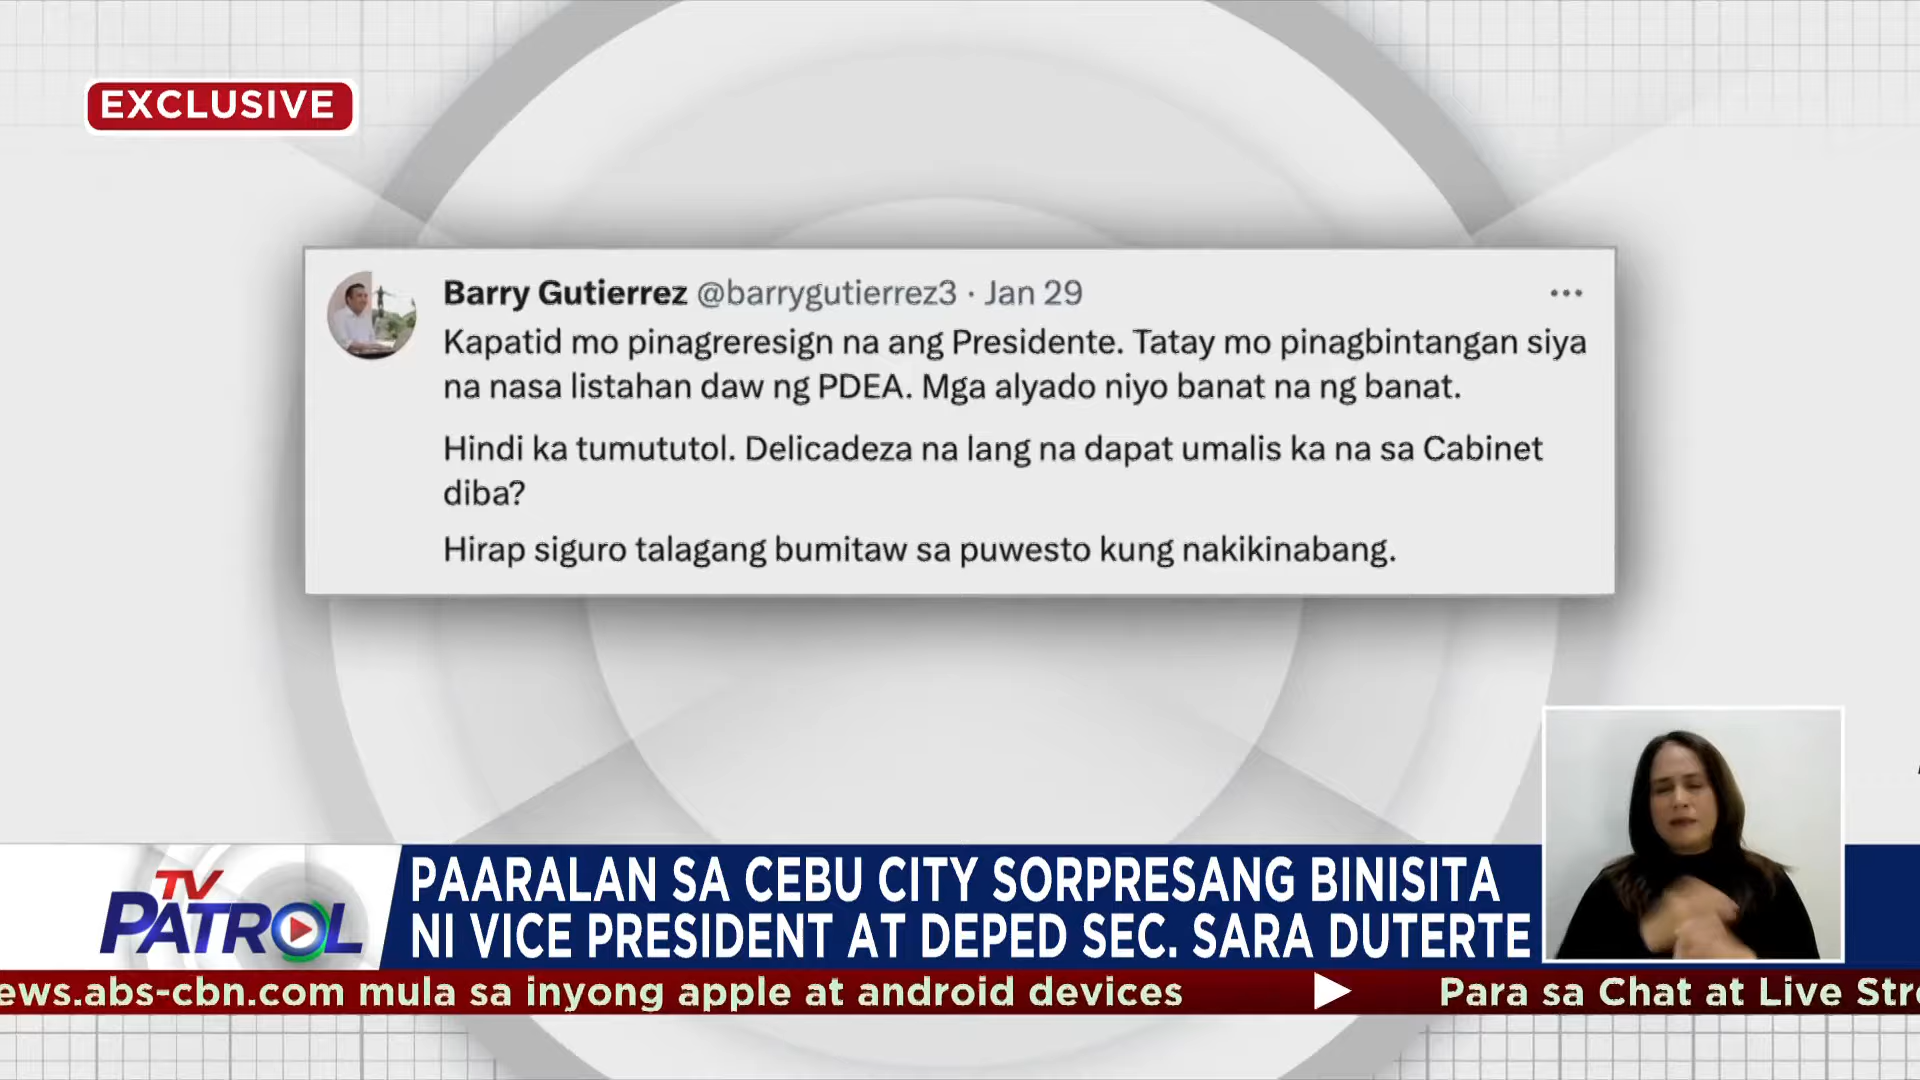 EXCLUSIVE
Barry Gutierrez @barrygutierrez3 · Jan 29
Kapatid mo pinagreresign na ang Presidente. Tatay mo pinagbintangan siya
na nasa listahan daw ng PDEA. Mga alyado niyo banat na ng banat.
Hindi ka tumututol. Delicadeza na lang na dapat umalis ka na sa Cabinet
diba?
Hirap siguro talagang bumitaw sa puwesto kung nakikinabang.
TV PATROL
PAARALAN SA CEBU CITY SORPRESANG BINISITA
NI VICE PRESIDENT AT DEPED SEC. SARA DUTERTE
ews.abs-cbn.com mula sa inyong apple at android devices Para sa Chat at Live Stre